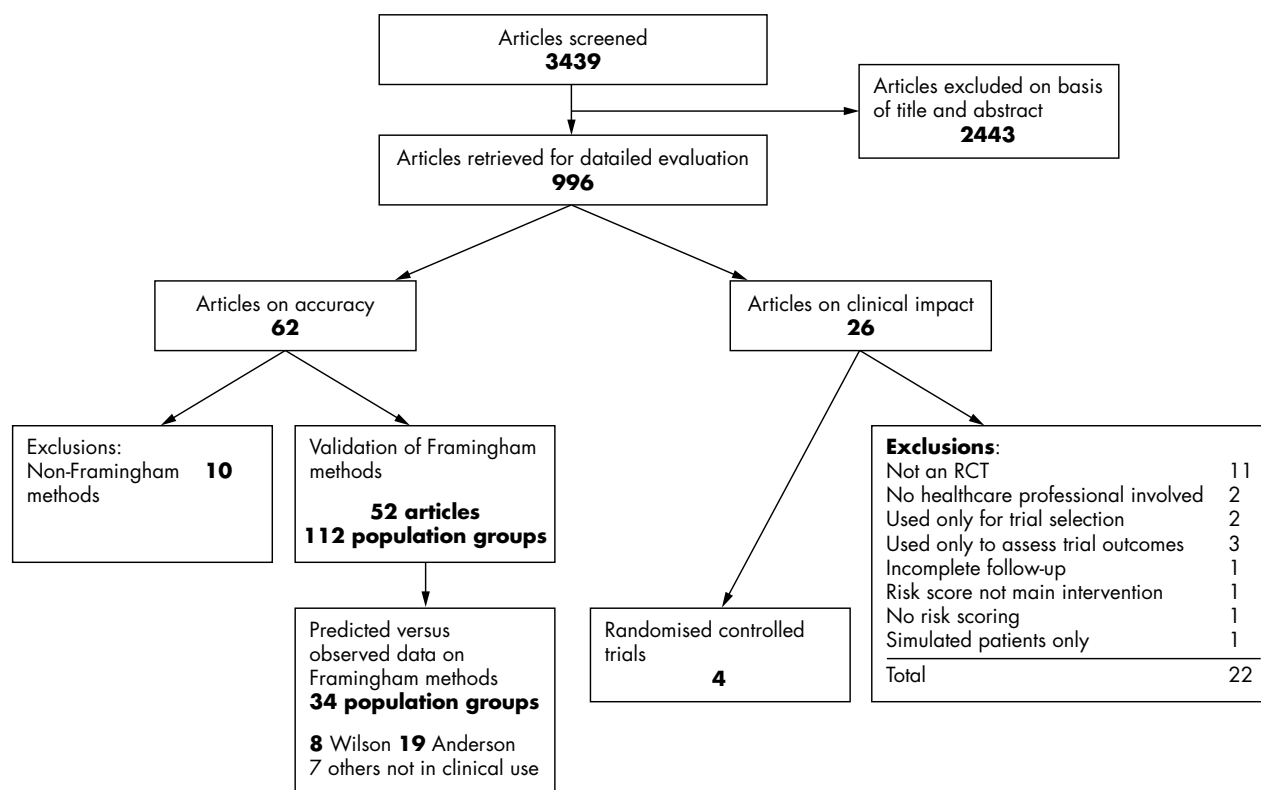 Articles screened
3439
Articles excluded on basis
of title and abstract
2443
Articles retrieved for datailed evaluation
996
Articles on accuracy
62
Articles on clinical impact
26
Exclusions:
Non-Framingham 10
methods
Validation of Framingham
methods
52 articles
112 population groups
Predicted versus
observed data on
Framingham methods
34 population groups
8 Wilson 19 Anderson
7 others not in clinical use
Randomised controlled
trials
4
Exclusions:
Not an RCT 11
No healthcare professional involved 2
Used only for trial selection 2
Used only to assess trial outcomes 3
Incomplete follow-up 1
Risk score not main intervention 1
No risk scoring 1
Simulated patients only 1
Total 22